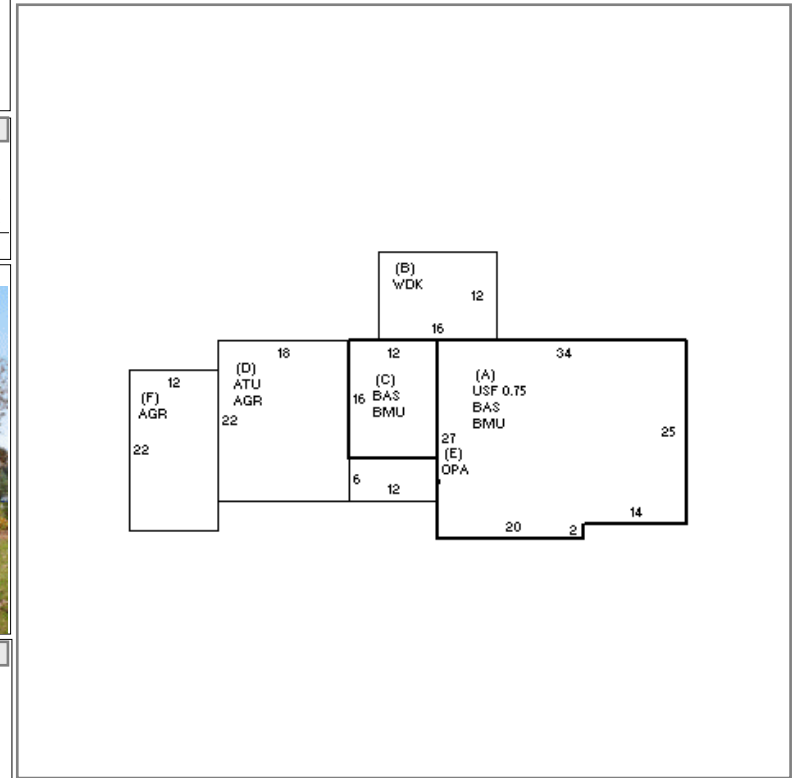 (B)
WDK
12
16
18
(D)
ATU
AGR
22
12
(F)
AGR
22
12
(C)
BAS
BMU
16
34
(A)
USF 0.75
BAS
BMU
25
27
(E)
OPA
6
12
20
2
14